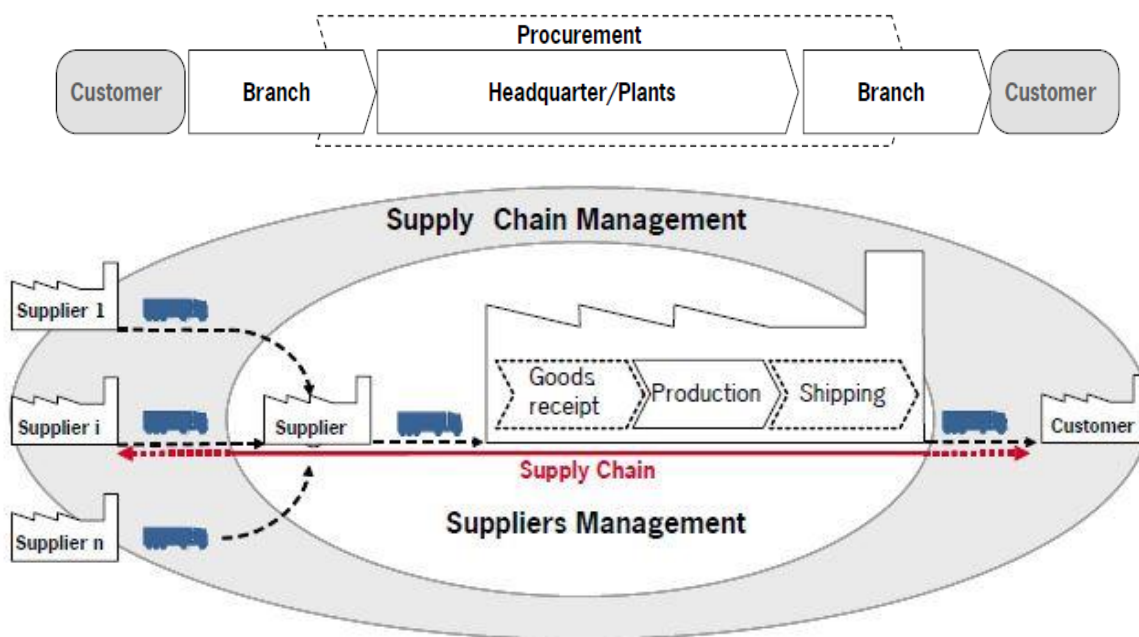 Procurement
Customer
Branch
Headquarter/Plants
Branch
Customer
Supply Chain Management
Supplier 1
Goods
receipt
Production
Shipping
Supplier i
Supplier
Customer
Supply Chain
Suppliers Management
Supplier n